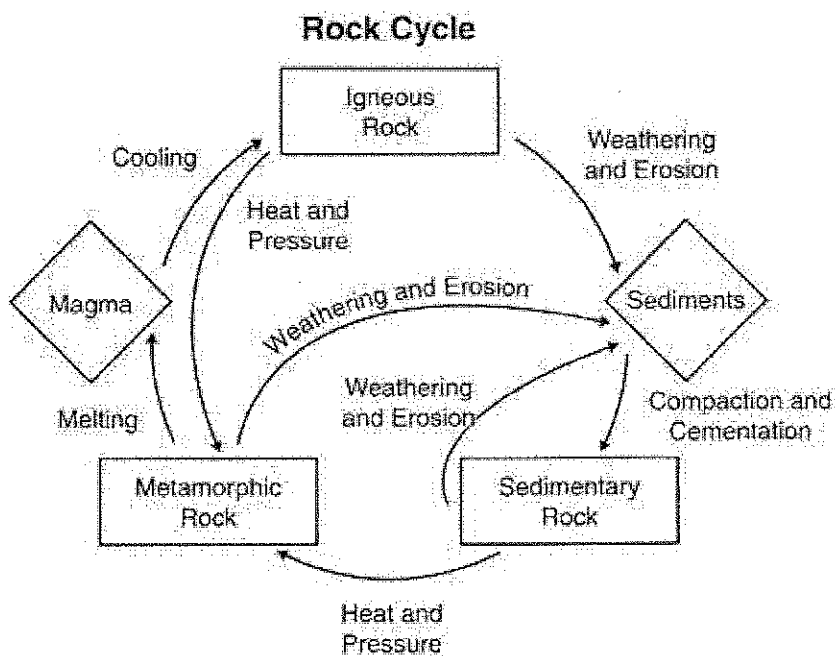 Rock Cycle
Igneous
Rock
Cooling
Weathering
and Erosion
Heat and
Pressure
Magma
Weathering and Erosion
Sediments
Weathering
and Erosion
Melting
Compaction and
Cementation
Metamorphic
Rock
Sedimentary
Rock
Heat and
Pressure